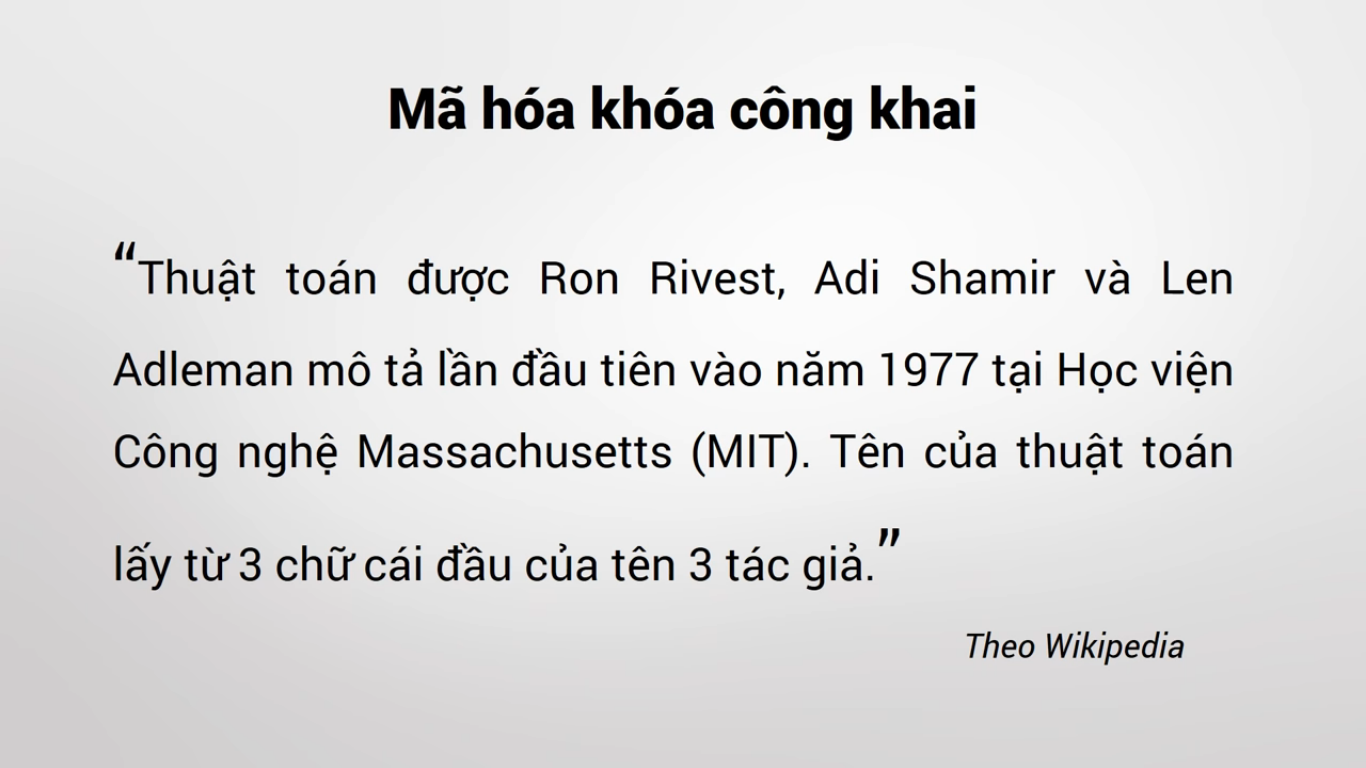 Mã hóa khóa công khai
“Thuật toán được Ron Rivest, Adi Shamir và Len
Adleman mô tả lần đầu tiên vào năm 1977 tại Học viện
Công nghệ Massachusetts (MIT). Tên của thuật toán
lấy từ 3 chữ cái đầu của tên 3 tác giả.”
Theo Wikipedia